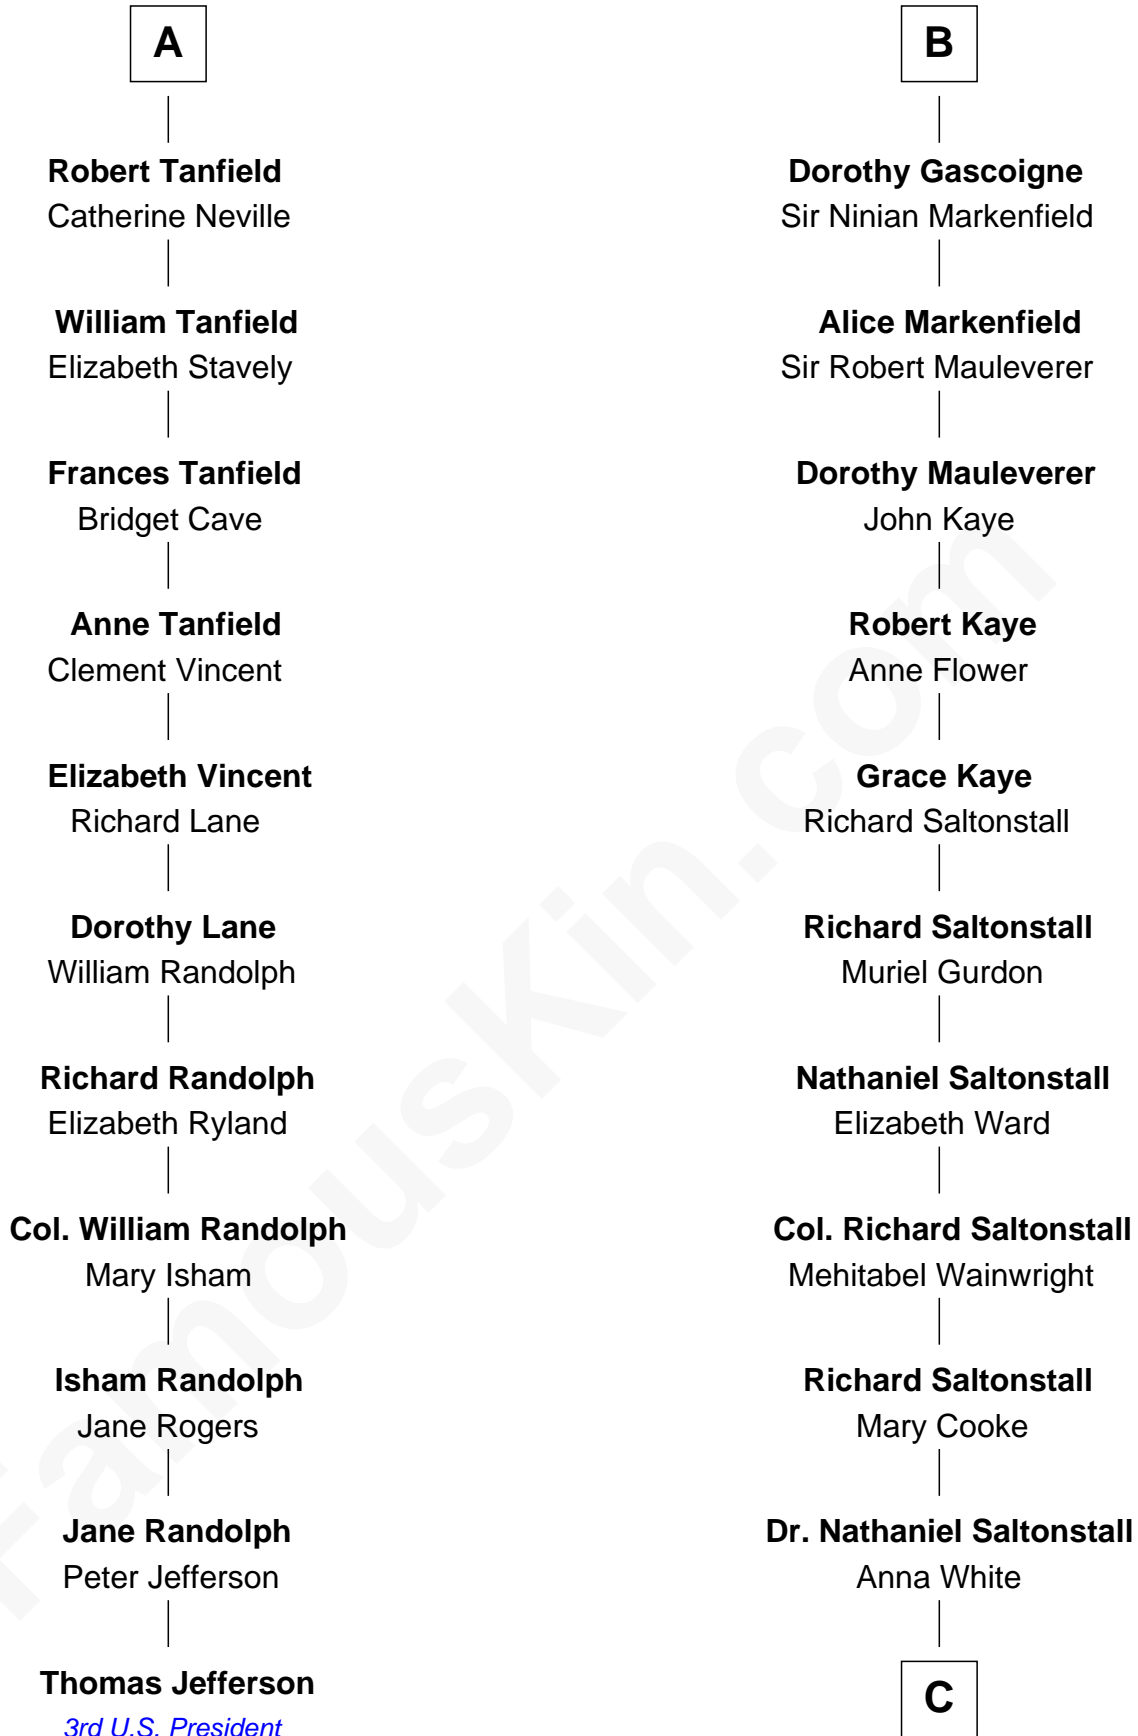 A
Robert Tanfield
Catherine Neville
William Tanfield
Elizabeth Stavely
Frances Tanfield
Bridget Cave
Anne Tanfield
Clement Vincent
Elizabeth Vincent
Richard Lane
Dorothy Lane
William Randolph
Richard Randolph
Elizabeth Ryland
Col. William Randolph
Mary Isham
Isham Randolph
Jane Rogers
Jane Randolph
Peter Jefferson
Thomas Jefferson
3rd U.S. President
B
Dorothy Gascoigne
Sir Ninian Markenfield
Alice Markenfield
Sir Robert Mauleverer
Dorothy Mauleverer
John Kaye
Robert Kaye
Anne Flower
Grace Kaye
Richard Saltonstall
Richard Saltonstall
Muriel Gurdon
Nathaniel Saltonstall
Elizabeth Ward
Col. Richard Saltonstall
Mehitabel Wainwright
Richard Saltonstall
Mary Cooke
Dr. Nathaniel Saltonstall
Anna White
C
FamousKin.com